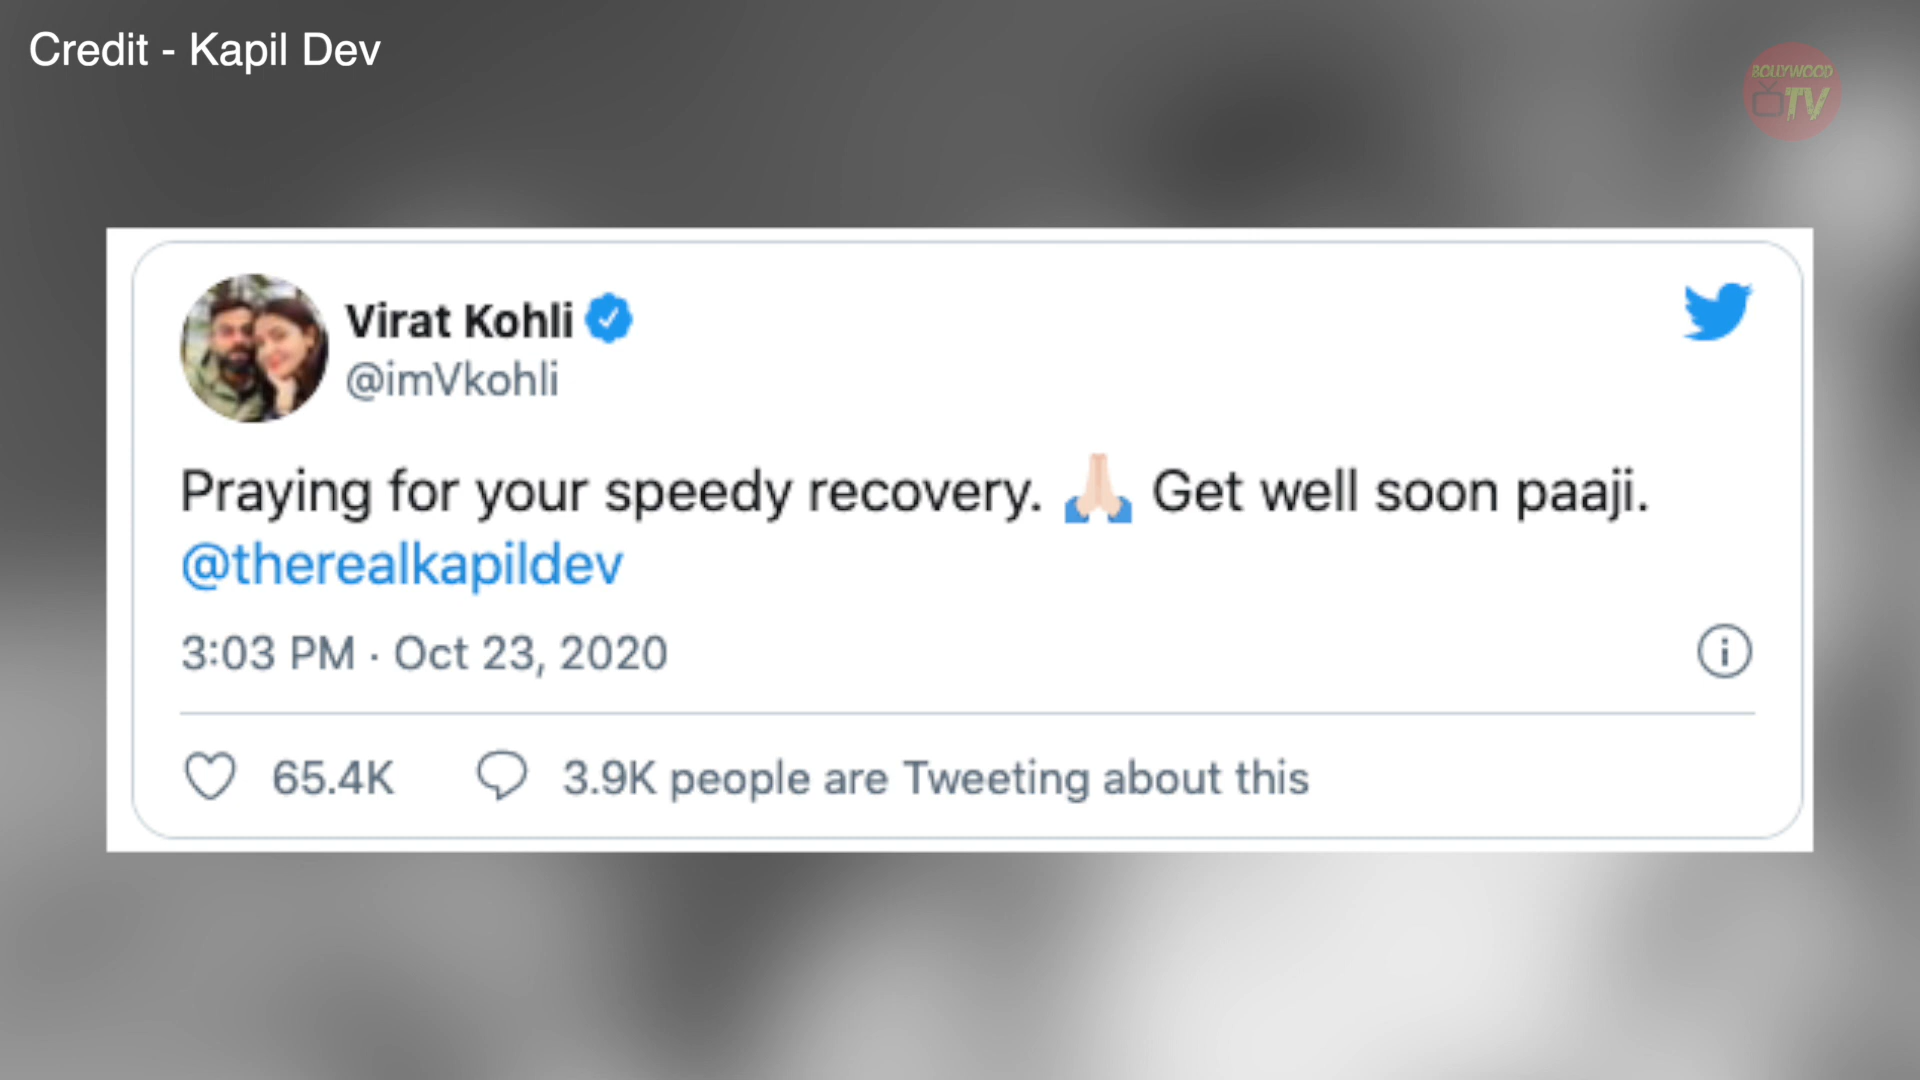 Credit - Kapil Dev
BOLLYWOOD
TV
Virat Kohli
@imVkohli
Praying for your speedy recovery. 🙏🏻 Get well soon paaji.
@therealkapildev
3:03 PM · Oct 23, 2020
65.4K 3.9K people are Tweeting about this